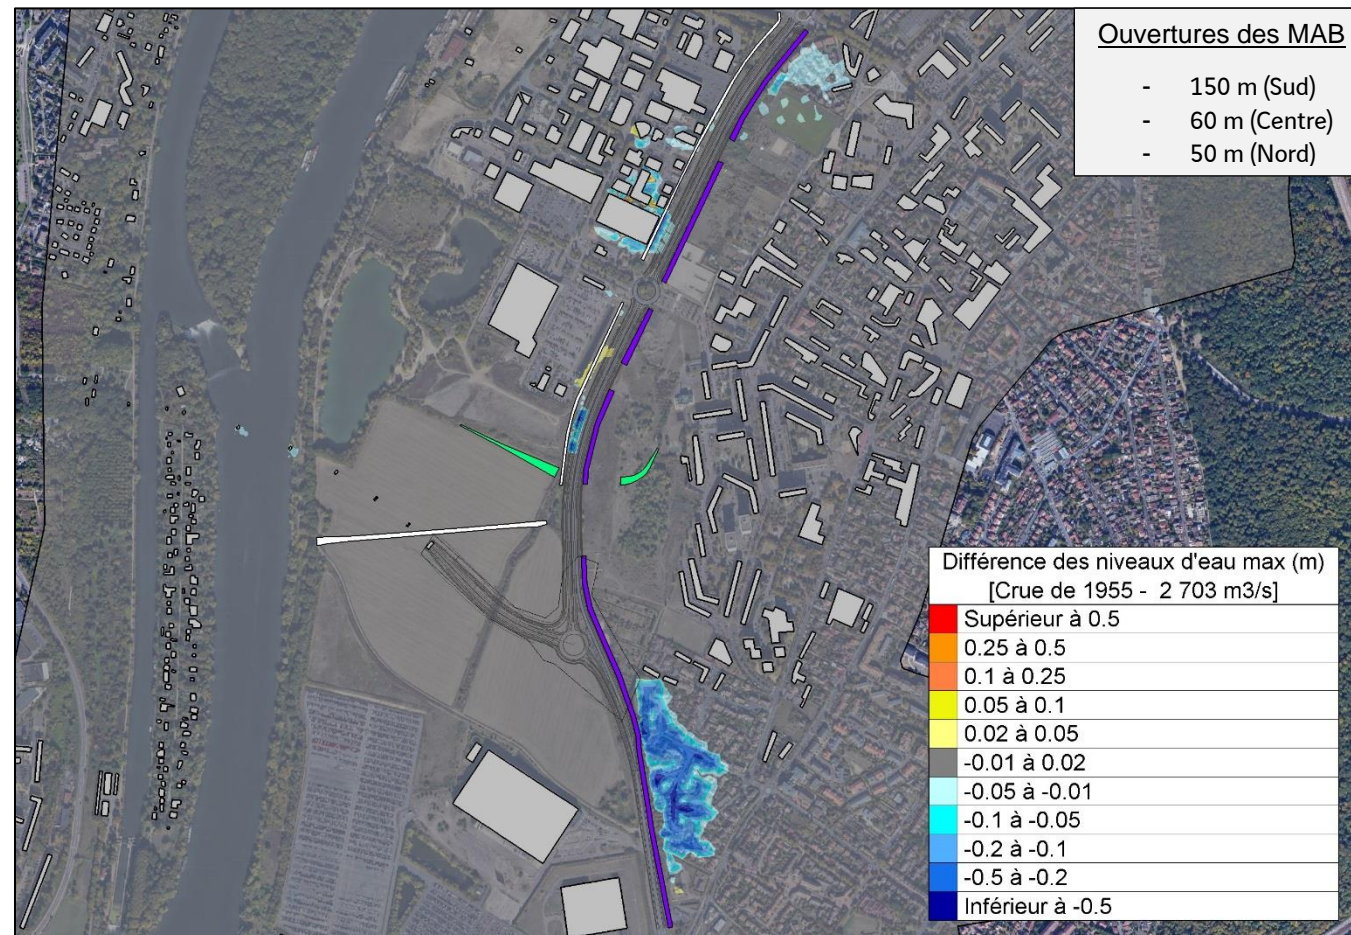 Ouvertures des MAB
- 150 m (Sud)
- 60 m (Centre)
- 50 m (Nord)
Différence des niveaux d'eau max (m)
[Crue de 1955 - 2 703 m3/s]
Supérieur à 0.5
0.25 à 0.5
0.1 à 0.25
0.05 à 0.1
0.02 à 0.05
-0.01 à 0.02
-0.05 à -0.01
-0.1 à -0.05
-0.2 à -0.1
-0.5 à -0.2
Inférieur à -0.5